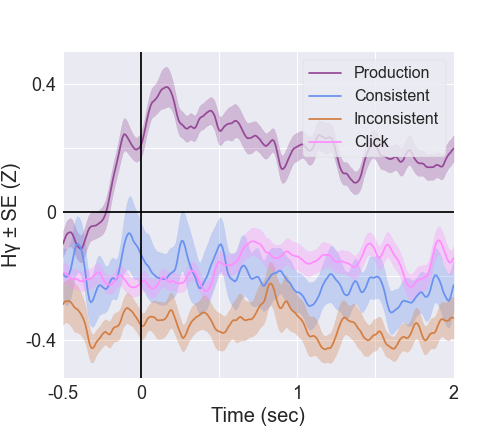 Hγ ± SE (Z)
0.4
0
-0.4
Production
Consistent
Inconsistent
Click
-0.5
0
1
2
Time (sec)